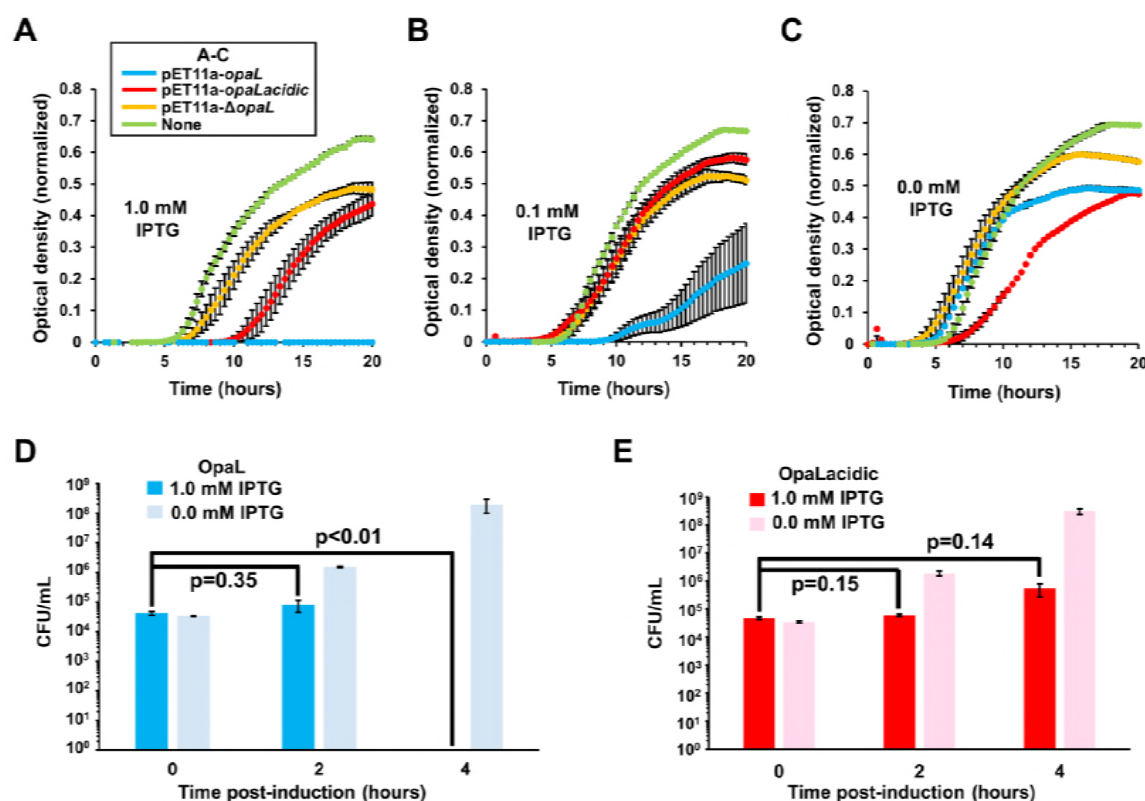 A
A-C
pET11a-opaL
pET11a-opaLacidic
pET11a-ΔopaL
None
Optical density (normalized)
0.8
0.7
0.6
0.5
0.4
0.3
0.2
0.1
0
1.0 mM
IPTG
0 5 10 15 20
Time (hours)
B
Optical density (normalized)
0.8
0.7
0.6
0.5
0.4
0.3
0.2
0.1
0
0.1 mM
IPTG
0 5 10 15 20
Time (hours)
C
Optical density (normalized)
0.8
0.7
0.6
0.5
0.4
0.3
0.2
0.1
0
0.0 mM
IPTG
0 5 10 15 20
Time (hours)
D
OpaL
1.0 mM IPTG
0.0 mM IPTG
CFU/mL
10⁹
10⁸
10⁷
10⁶
10⁵
10⁴
10³
10²
10¹
10⁰
p<0.01
p=0.35
0 2 4
Time post-induction (hours)
E
OpaLacidic
1.0 mM IPTG
0.0 mM IPTG
CFU/mL
10⁹
10⁸
10⁷
10⁶
10⁵
10⁴
10³
10²
10¹
10⁰
p=0.14
p=0.15
0 2 4
Time post-induction (hours)